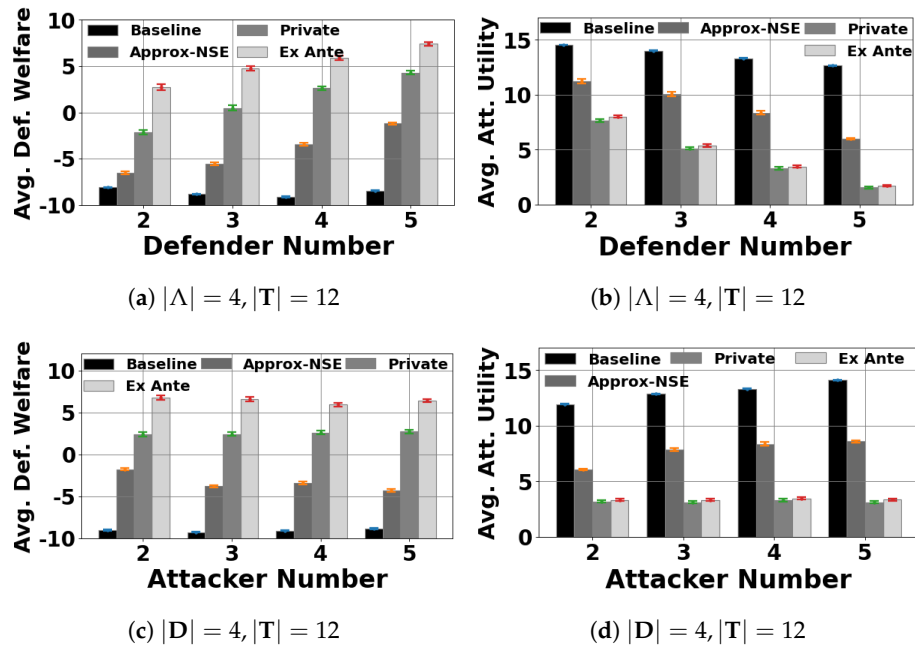 Avg. Def. Welfare
10
5
0
-5
-10
Baseline
Private
Approx-NSE
Ex Ante
2 3 4 5
Defender Number
(a) |Λ| = 4, |T| = 12
Avg. Att. Utility
15
10
5
0
Baseline
Approx-NSE
Private
Ex Ante
2 3 4 5
Defender Number
(b) |Λ| = 4, |T| = 12
Avg. Def. Welfare
10
5
0
-5
-10
Baseline
Approx-NSE
Private
Ex Ante
2 3 4 5
Attacker Number
(c) |D| = 4, |T| = 12
Avg. Att. Utility
15
10
5
0
Baseline
Private
Ex Ante
Approx-NSE
2 3 4 5
Attacker Number
(d) |D| = 4, |T| = 12